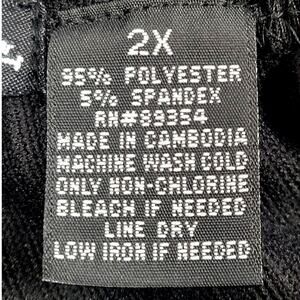 2X
95% POLYESTER
5% SPANDEX
RN#89354
MADE IN CAMBODIA
MACHINE WASH COLD
ONLY NON-CHLORINE
BLEACH IF NEEDED
LINE DRY
LOW IRON IF NEEDED